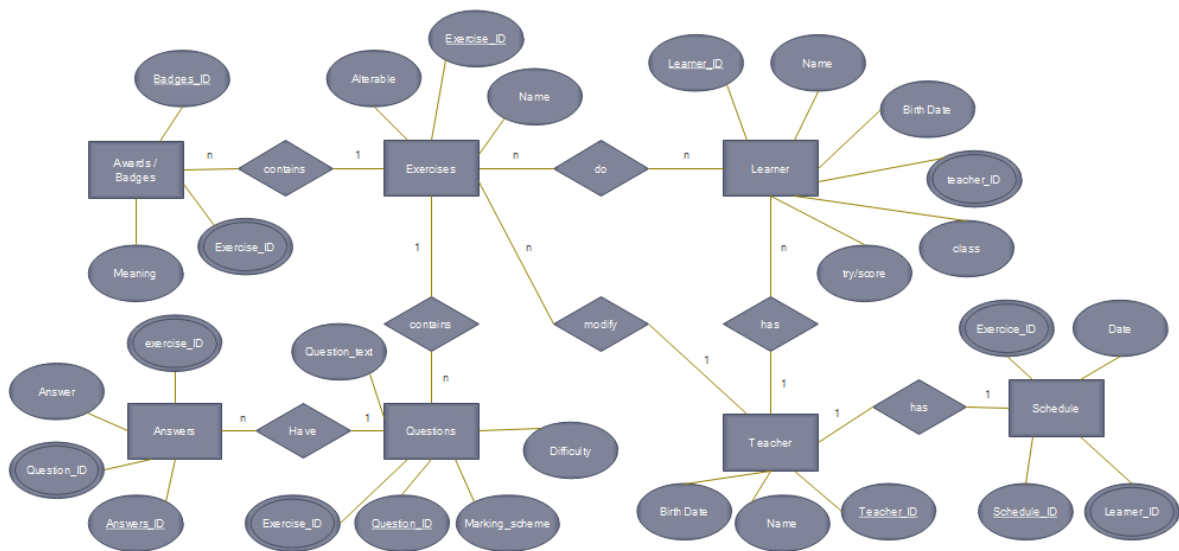 Exercise_ID
Learner_ID
Name
Badges_ID
Alterable
Name
Birth Date
n
1
n
n
Awards /
Badges
contains
Exercises
do
Learner
teacher_ID
1
n
n
Exercise_ID
class
Meaning
try/score
contains
modify
has
Exercice_ID
Date
exercise_ID
Question_text
n
1
1
Answer
n
1
1
1
has
Schedule
Answers
Have
Questions
Teacher
Difficulty
Question_ID
Answers_ID
Exercise_ID
Question_ID
Marking_scheme
Birth Date
Name
Teacher_ID
Schedule_ID
Learner_ID